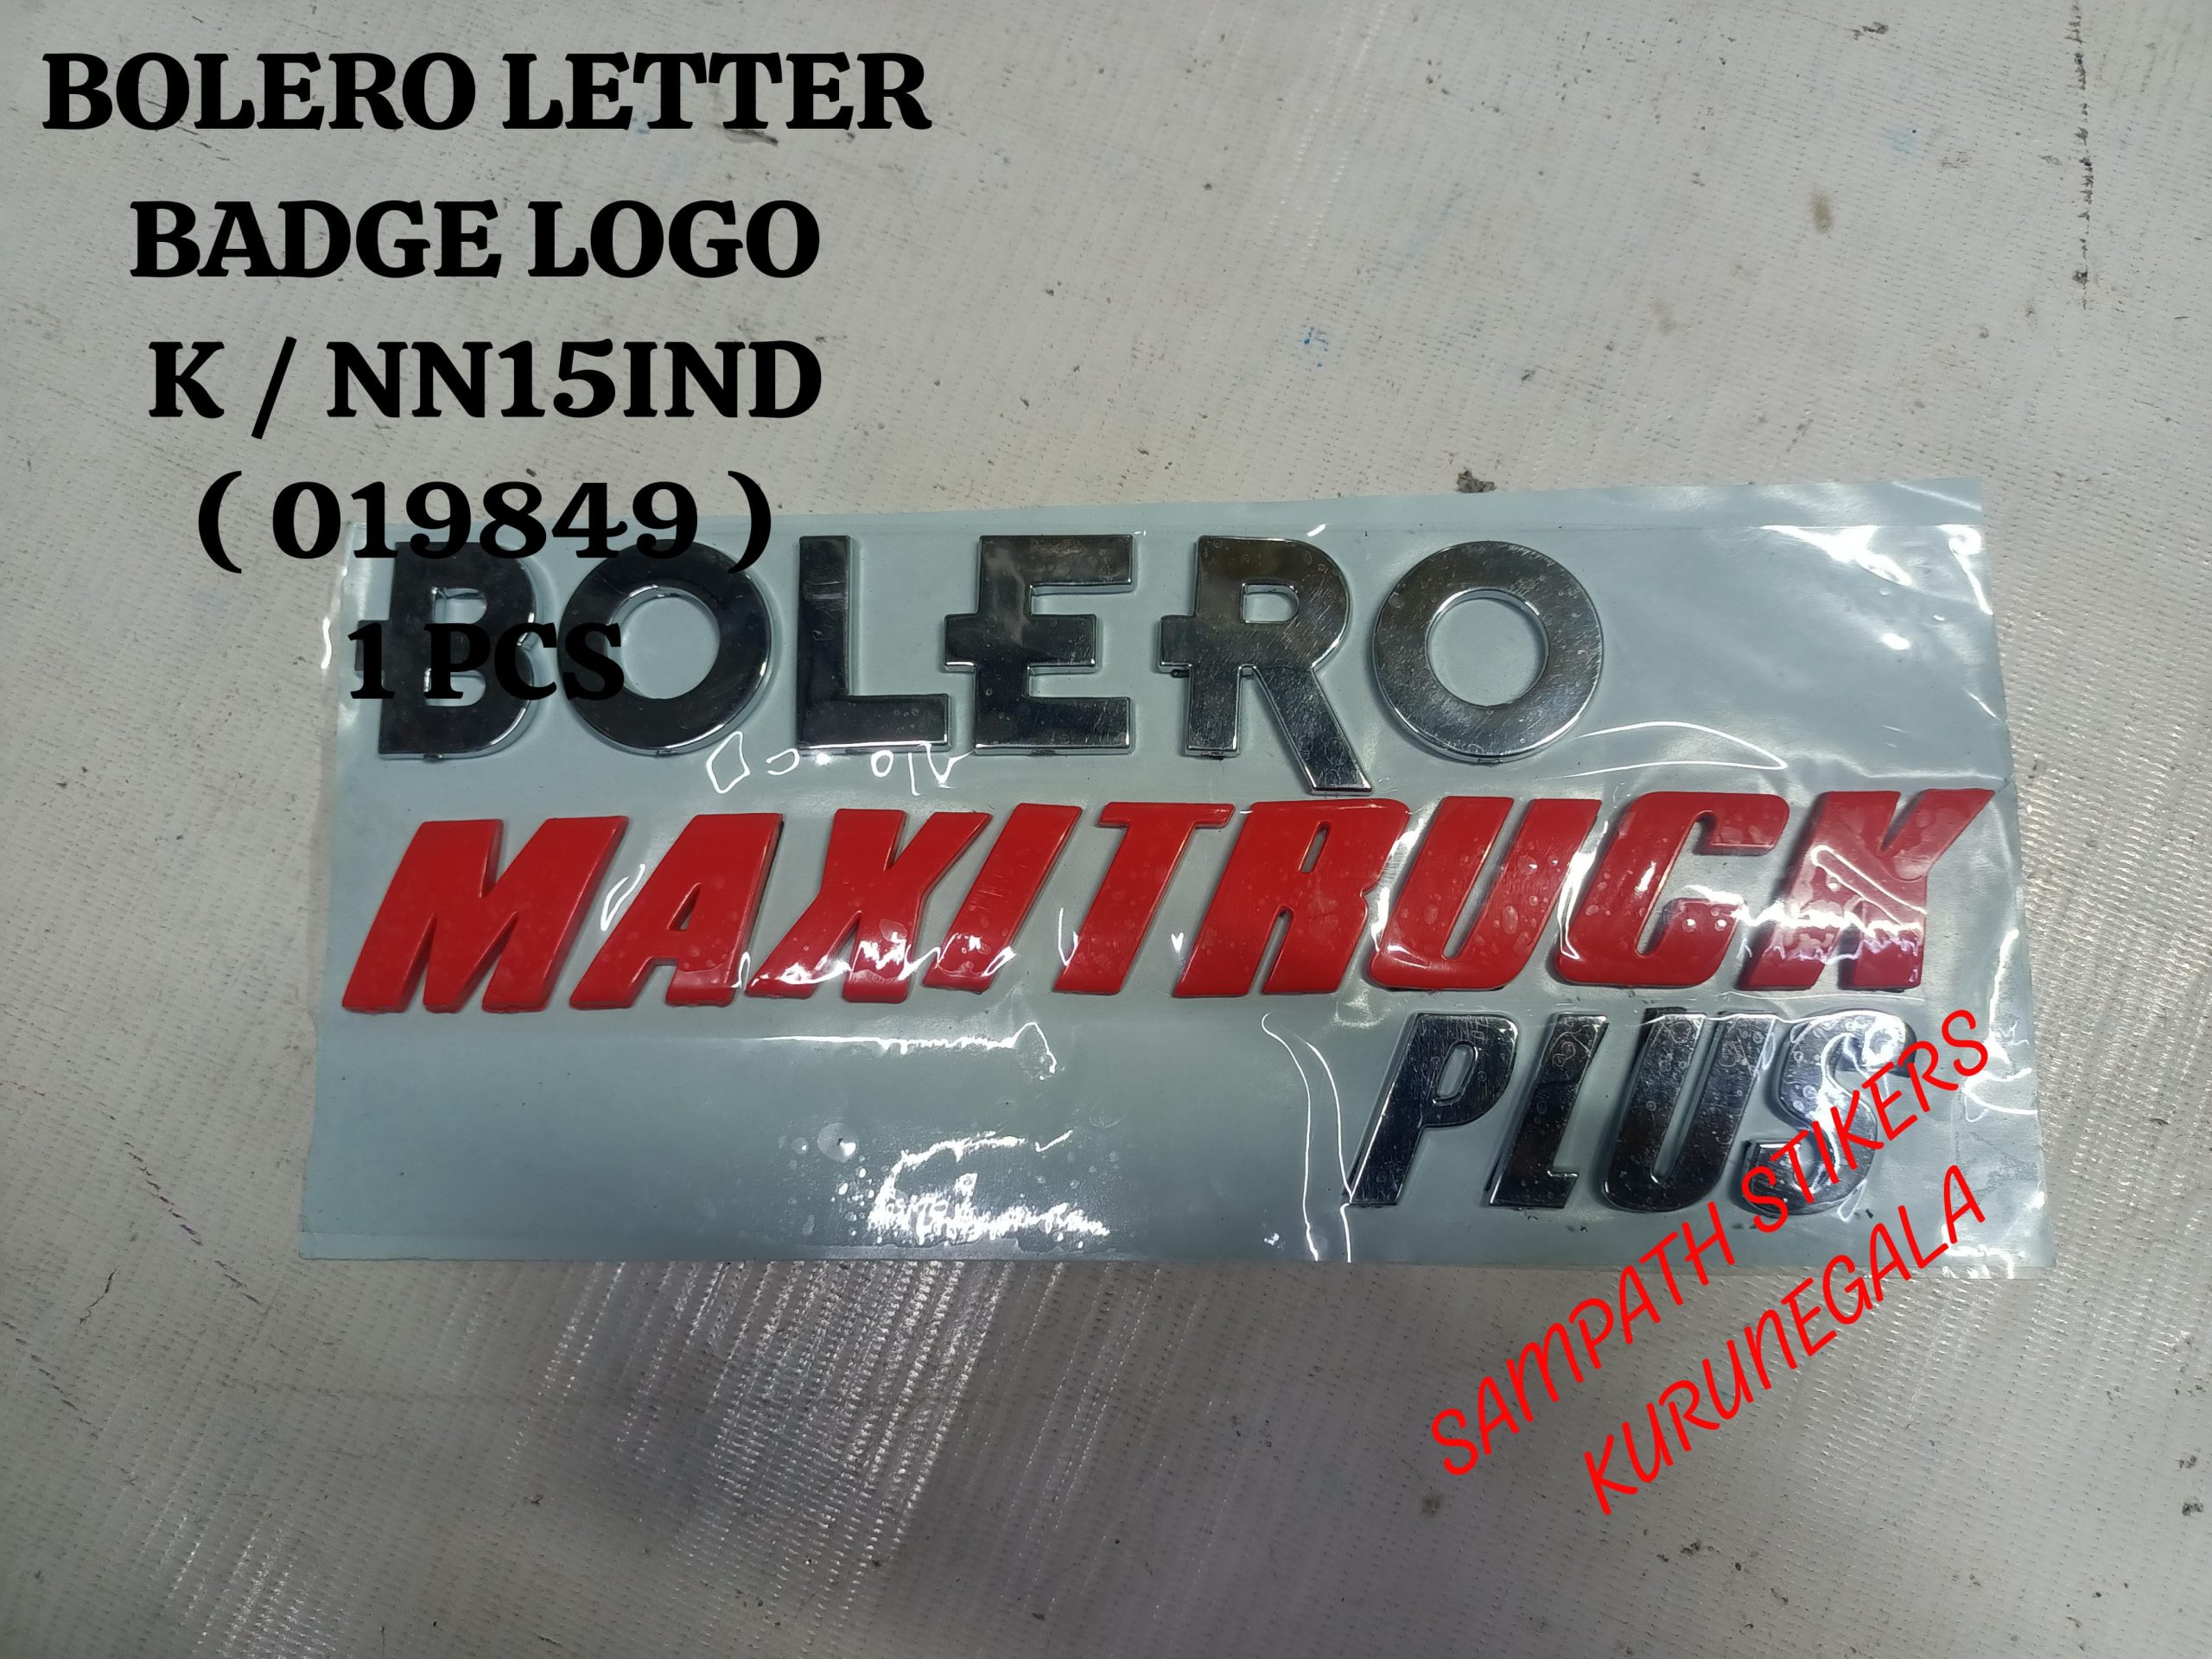 BOLERO LETTER
BADGE LOGO
K / NN15IND
( 019849 )
1 PCS
BOLERO
MAXITRUCK
PLUS
SAMPATH STIKERS
KURUNEGALA